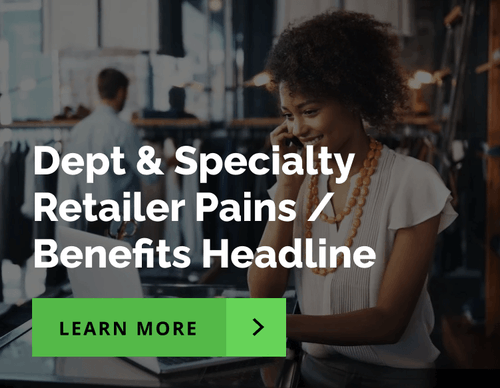 Dept & Specialty
Retailer Pains /
Benefits Headline
LEARN MORE